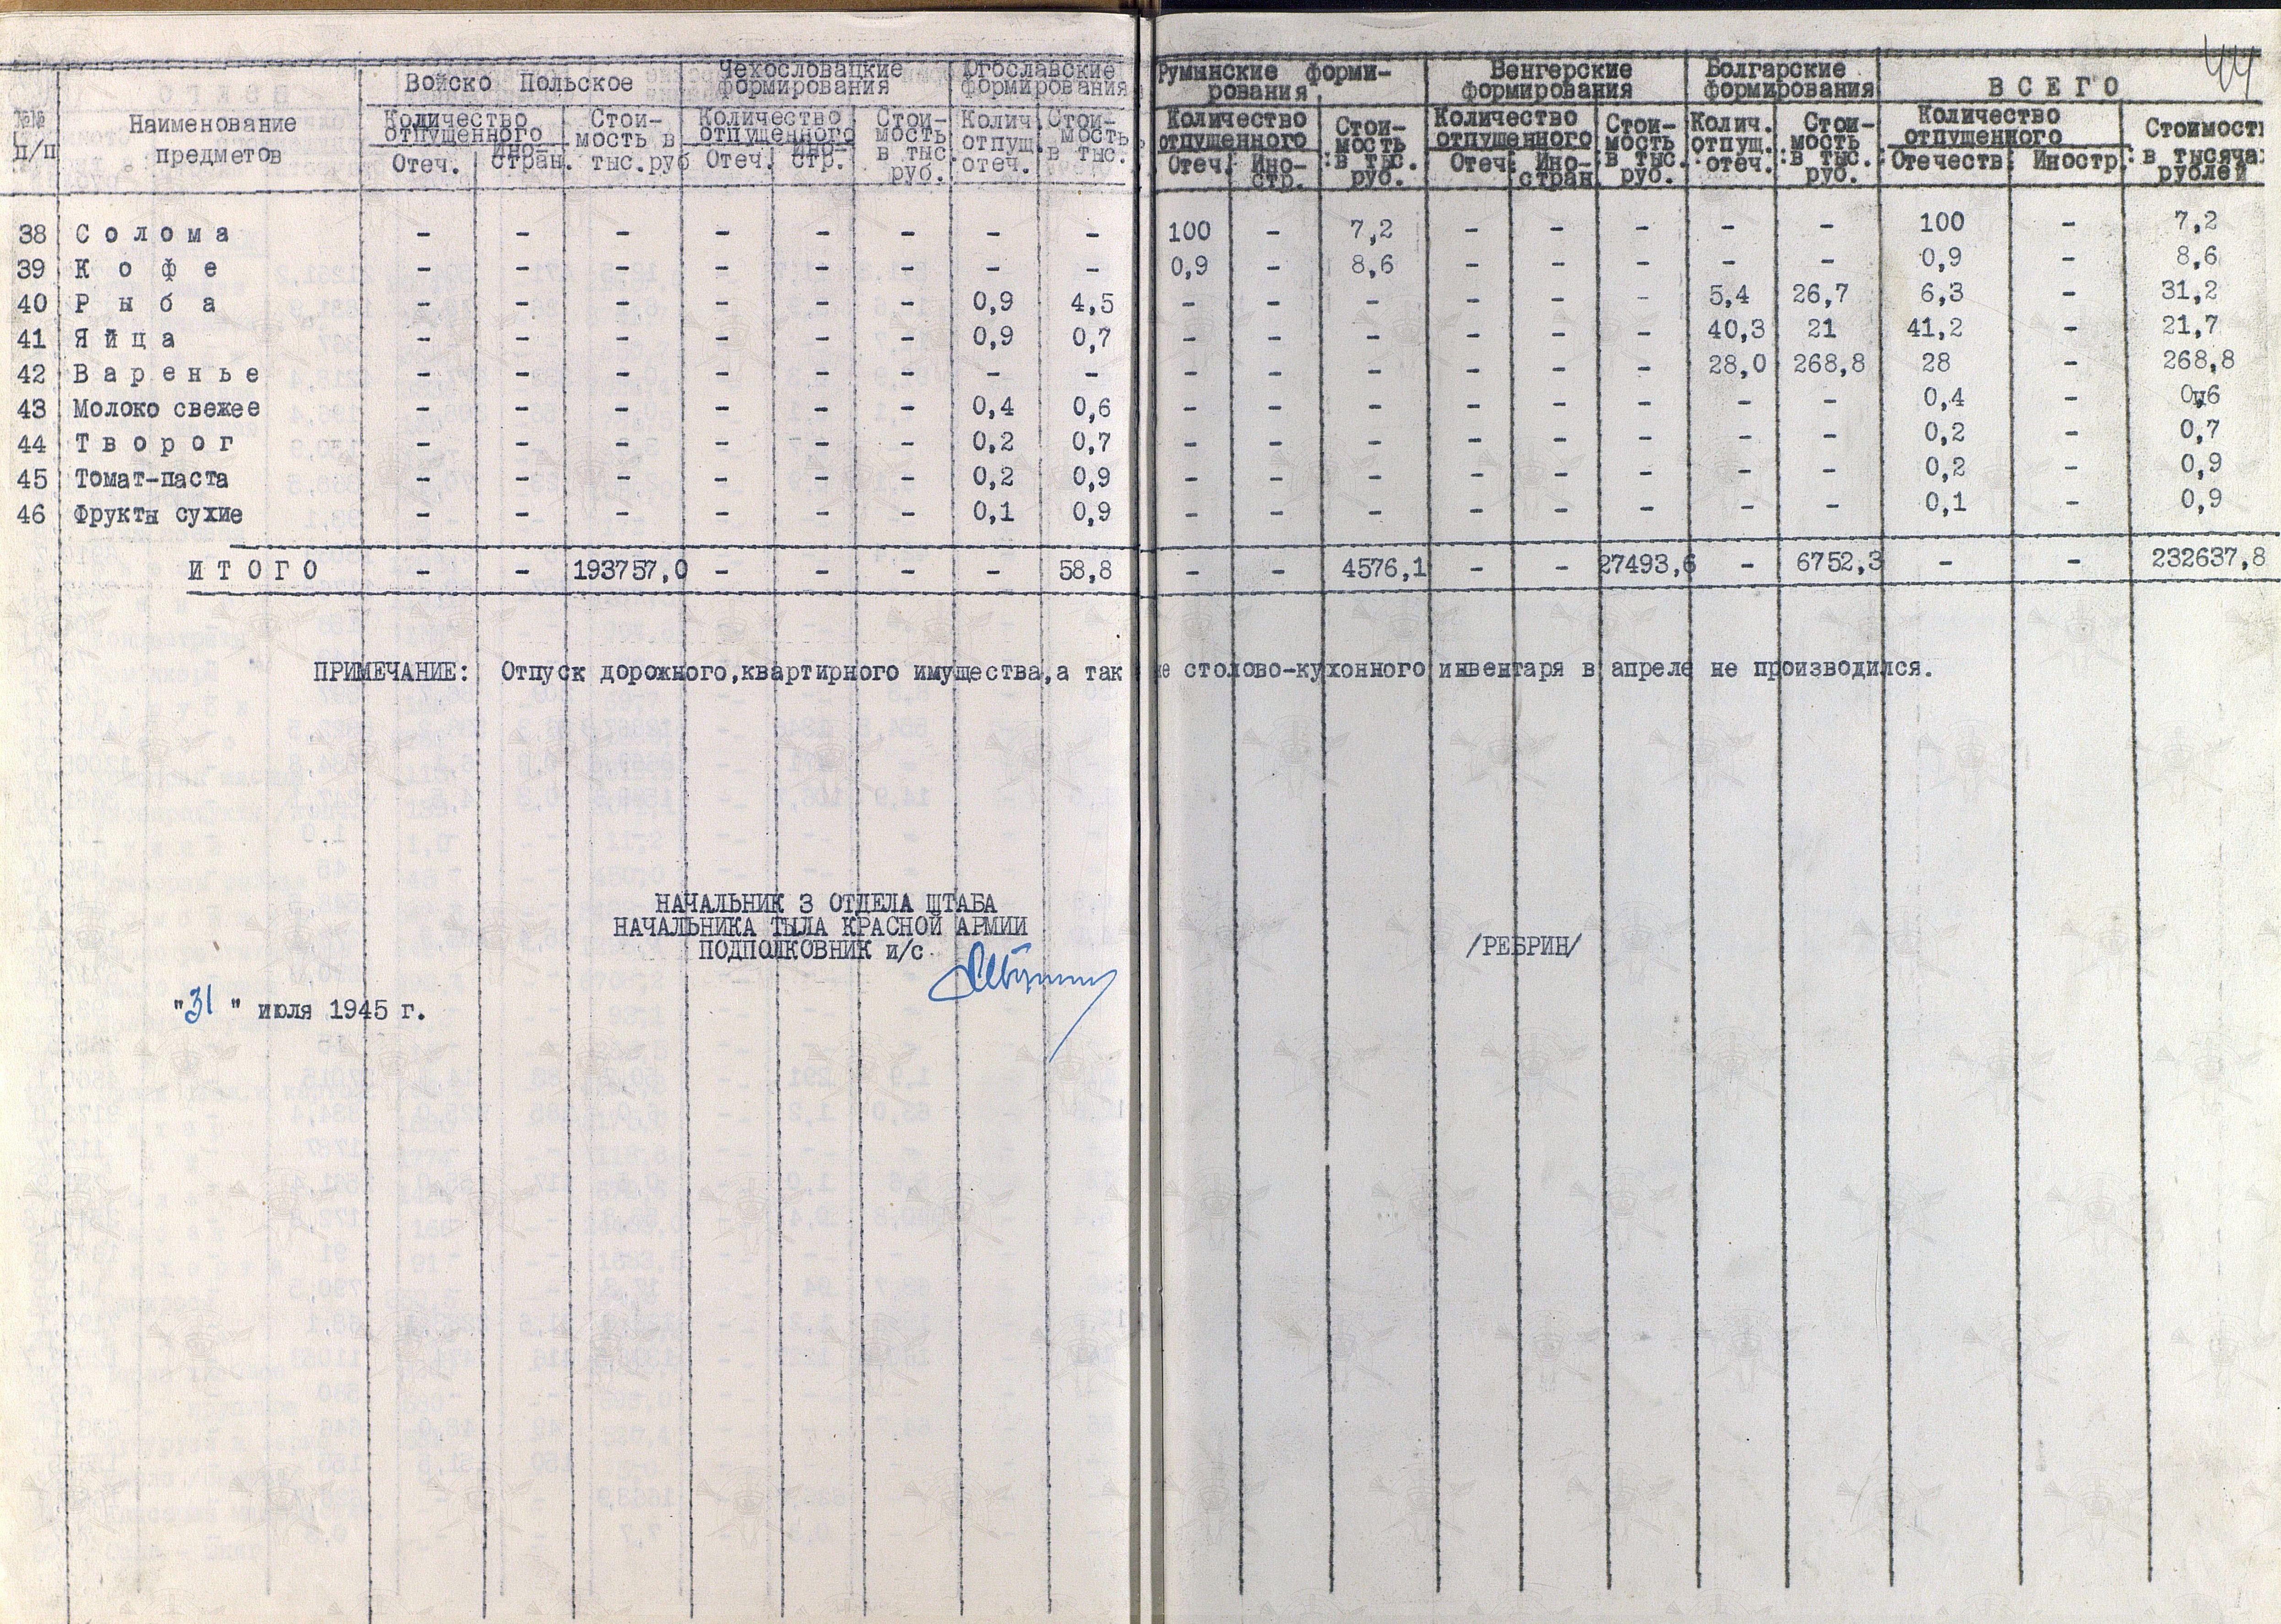 44
Войско Польское Чехословацкие формирования Югославские формирования Румынские формирования Венгерские формирования Болгарские формирования ВСЕГО
№№ п/п Наименование предметов Количество отпущенного Стоимость в тыс.руб Количество отпущенного Стоимость в тыс. руб. Колич. отпущ. отеч. Стоимость в тыс. Количество отпущенного Стоимость в тыс. руб. Количество отпущенного Стоимость в тыс. руб. Колич. отпущ. отеч. Стоимость в тыс. руб. Количество отпущенного Стоимость в тысячах рублей
Отеч. Иностран. Отеч. Иностр. Отеч. Иностр. Отеч. Иностран. Отечеств. Иностр.
38 Солома - - - - - - - - 100 - 7,2 - - - - - 100 - 7,2
39 Кофе - - - - - - - - 0,9 - 8,6 - - - - - 0,9 - 8,6
40 Рыба - - - - - - 0,9 4,5 - - - - - - 5,4 26,7 6,3 - 31,2
41 Яйца - - - - - - 0,9 0,7 - - - - - - 40,3 21 41,2 - 21,7
42 Варенье - - - - - - - - - - - - - - 28,0 268,8 28 - 268,8
43 Молоко свежее - - - - - - 0,4 0,6 - - - - - - - - 0,4 - 0,6
44 Творог - - - - - - 0,2 0,7 - - - - - - - - 0,2 - 0,7
45 Томат-паста - - - - - - 0,2 0,9 - - - - - - - - 0,2 - 0,9
46 Фрукты сухие - - - - - - 0,1 0,9 - - - - - - - - 0,1 - 0,9
ИТОГО - - 193757,0 - - - - 58,8 - - 4576,1 - - 27493,6 - 6752,3 - - 232637,8
ПРИМЕЧАНИЕ: Отпуск дорожного,квартирного имущества,а так же столово-кухонного инвентаря в апреле не производился.
НАЧАЛЬНИК 3 ОТДЕЛА ШТАБА
НАЧАЛЬНИКА ТЫЛА КРАСНОЙ АРМИИ
ПОДПОЛКОВНИК и/с /РЕБРИН/
"31" июля 1945 г.